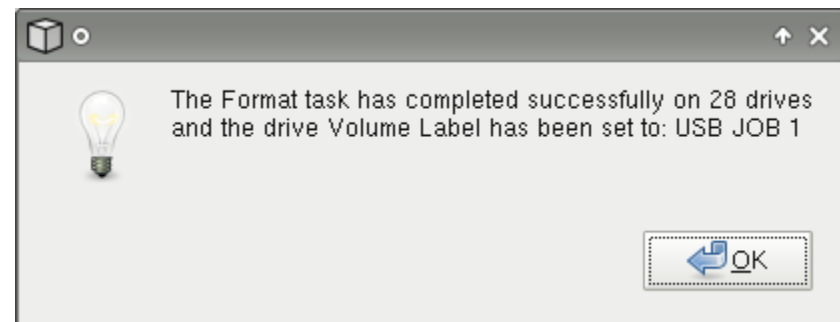 The Format task has completed successfully on 28 drives
and the drive Volume Label has been set to: USB JOB 1
OK